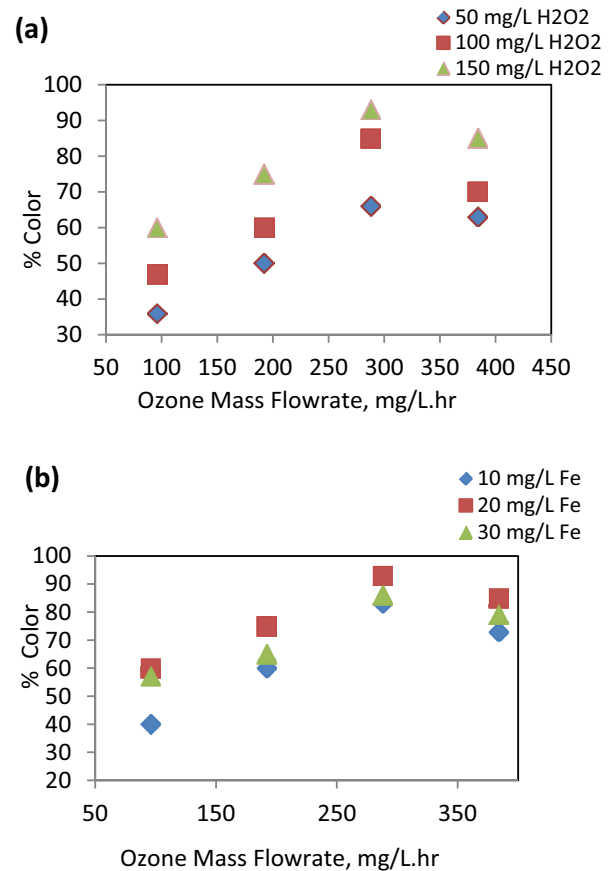 (a)
50 mg/L H2O2
100 mg/L H2O2
150 mg/L H2O2
100
90
80
70
60
50
40
30
% Color
50 100 150 200 250 300 350 400 450
Ozone Mass Flowrate, mg/L.hr
(b)
10 mg/L Fe
20 mg/L Fe
30 mg/L Fe
100
90
80
70
60
50
40
30
20
% Color
50 150 250 350
Ozone Mass Flowrate, mg/L.hr